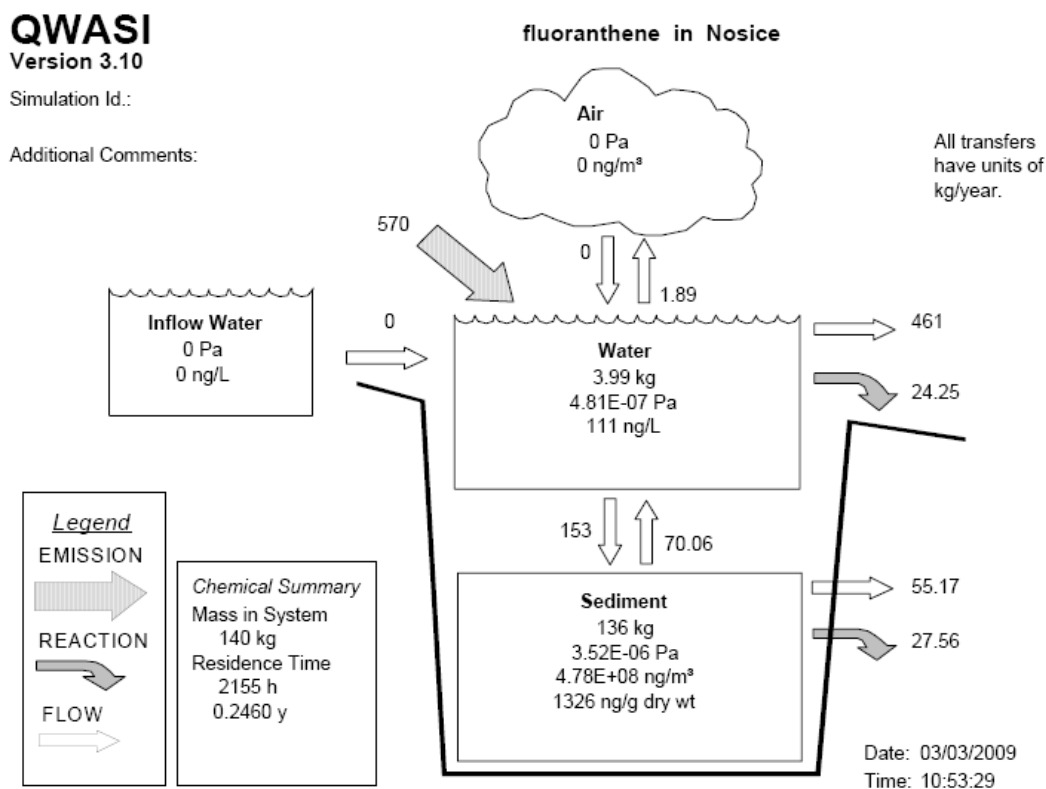 QWASI
Version 3.10
Simulation Id.:
Additional Comments:
fluoranthene in Nosice
Air
0 Pa
0 ng/m³
All transfers
have units of
kg/year.
570
0
1.89
Inflow Water
0 Pa
0 ng/L
0
Water
3.99 kg
4.81E-07 Pa
111 ng/L
461
24.25
153
70.06
Sediment
136 kg
3.52E-06 Pa
4.78E+08 ng/m³
1326 ng/g dry wt
55.17
27.56
Legend
EMISSION
REACTION
FLOW
Chemical Summary
Mass in System
140 kg
Residence Time
2155 h
0.2460 y
Date: 03/03/2009
Time: 10:53:29